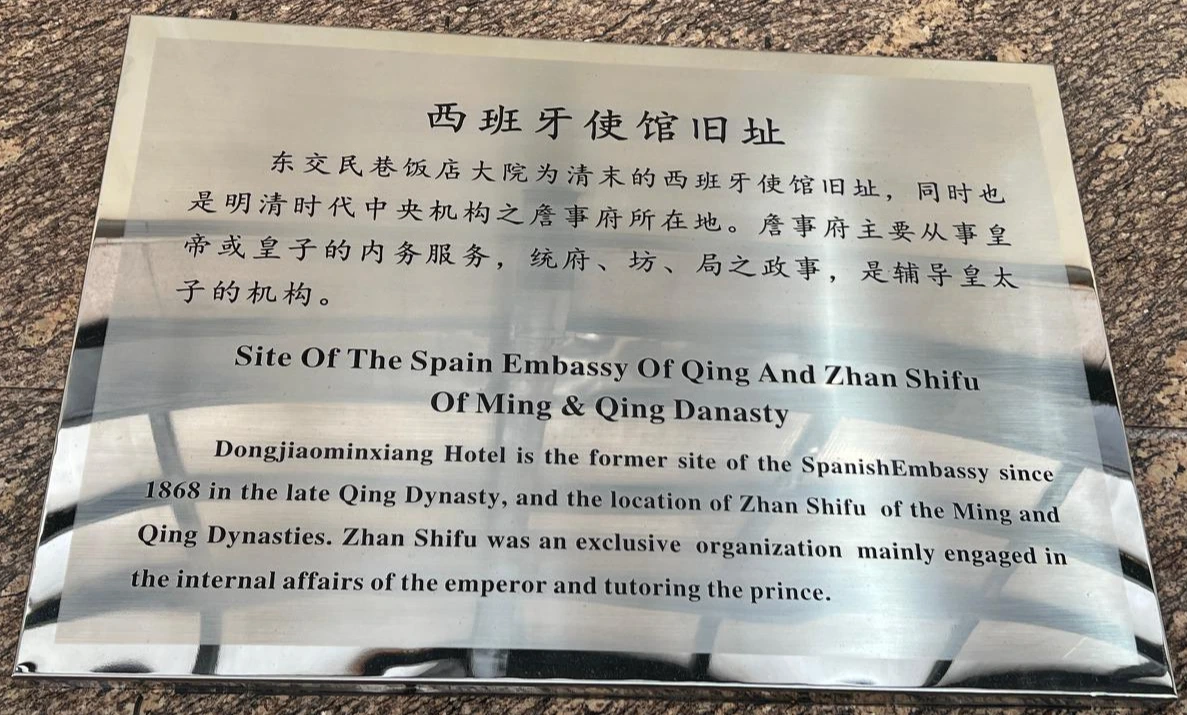 西班牙使馆旧址
东交民巷饭店大院为清末的西班牙使馆旧址，同时也
是明清时代中央机构之詹事府所在地。詹事府主要从事皇
帝或皇子的内务服务，统府、坊、局之政事，是辅导皇太
子的机构。
Site Of The Spain Embassy Of Qing And Zhan Shifu
Of Ming & Qing Danasty
Dongjiaominxiang Hotel is the former site of the SpanishEmbassy since
1868 in the late Qing Dynasty, and the location of Zhan Shifu of the Ming and
Qing Dynasties. Zhan Shifu was an exclusive organization mainly engaged in
the internal affairs of the emperor and tutoring the prince.